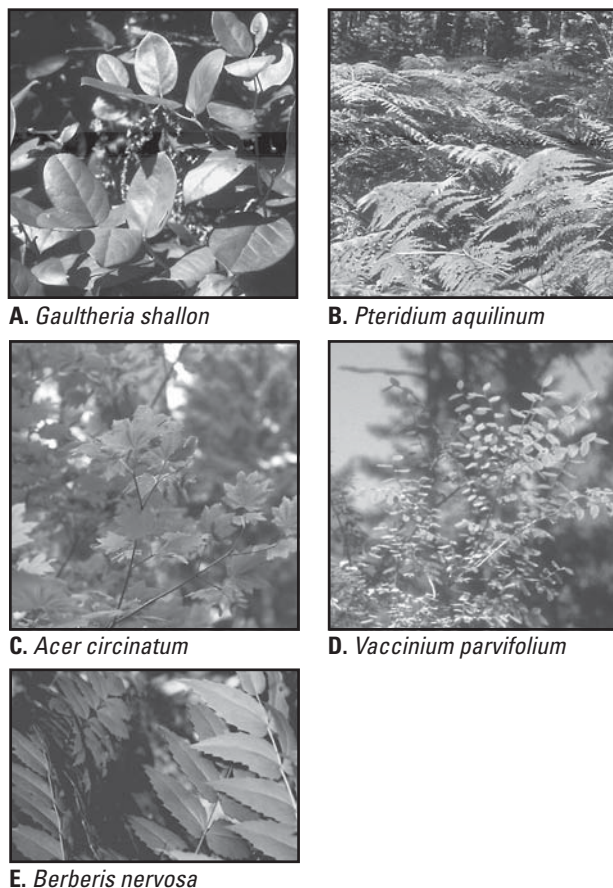 A. Gaultheria shallon
B. Pteridium aquilinum
C. Acer circinatum
D. Vaccinium parvifolium
E. Berberis nervosa